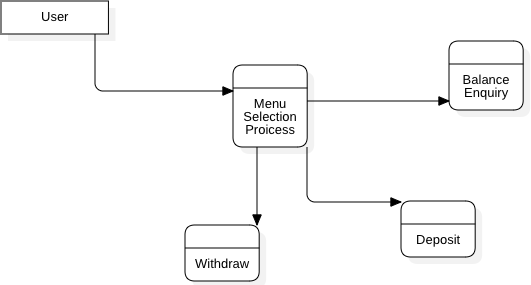 User
Menu
Selection
Proicess
Balance
Enquiry
Withdraw
Deposit